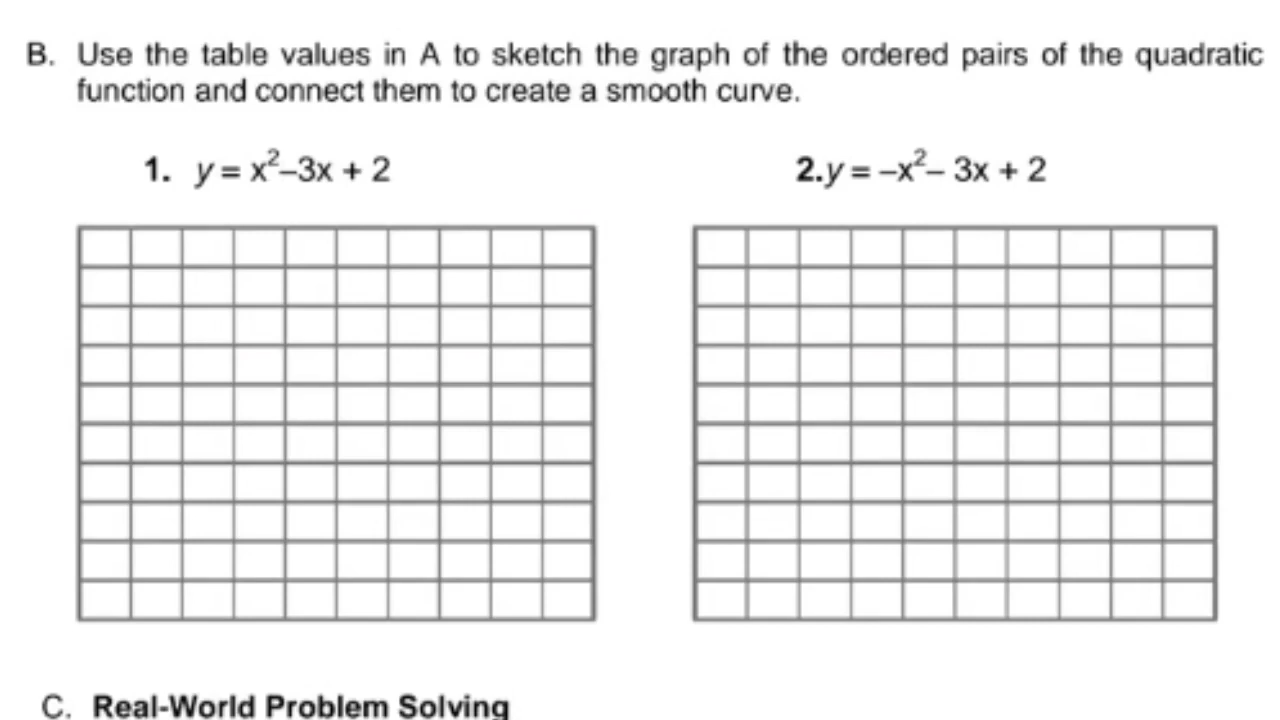 B. Use the table values in A to sketch the graph of the ordered pairs of the quadratic
function and connect them to create a smooth curve.
1. y = x²–3x + 2
2.y = –x²– 3x + 2
C. Real-World Problem Solving